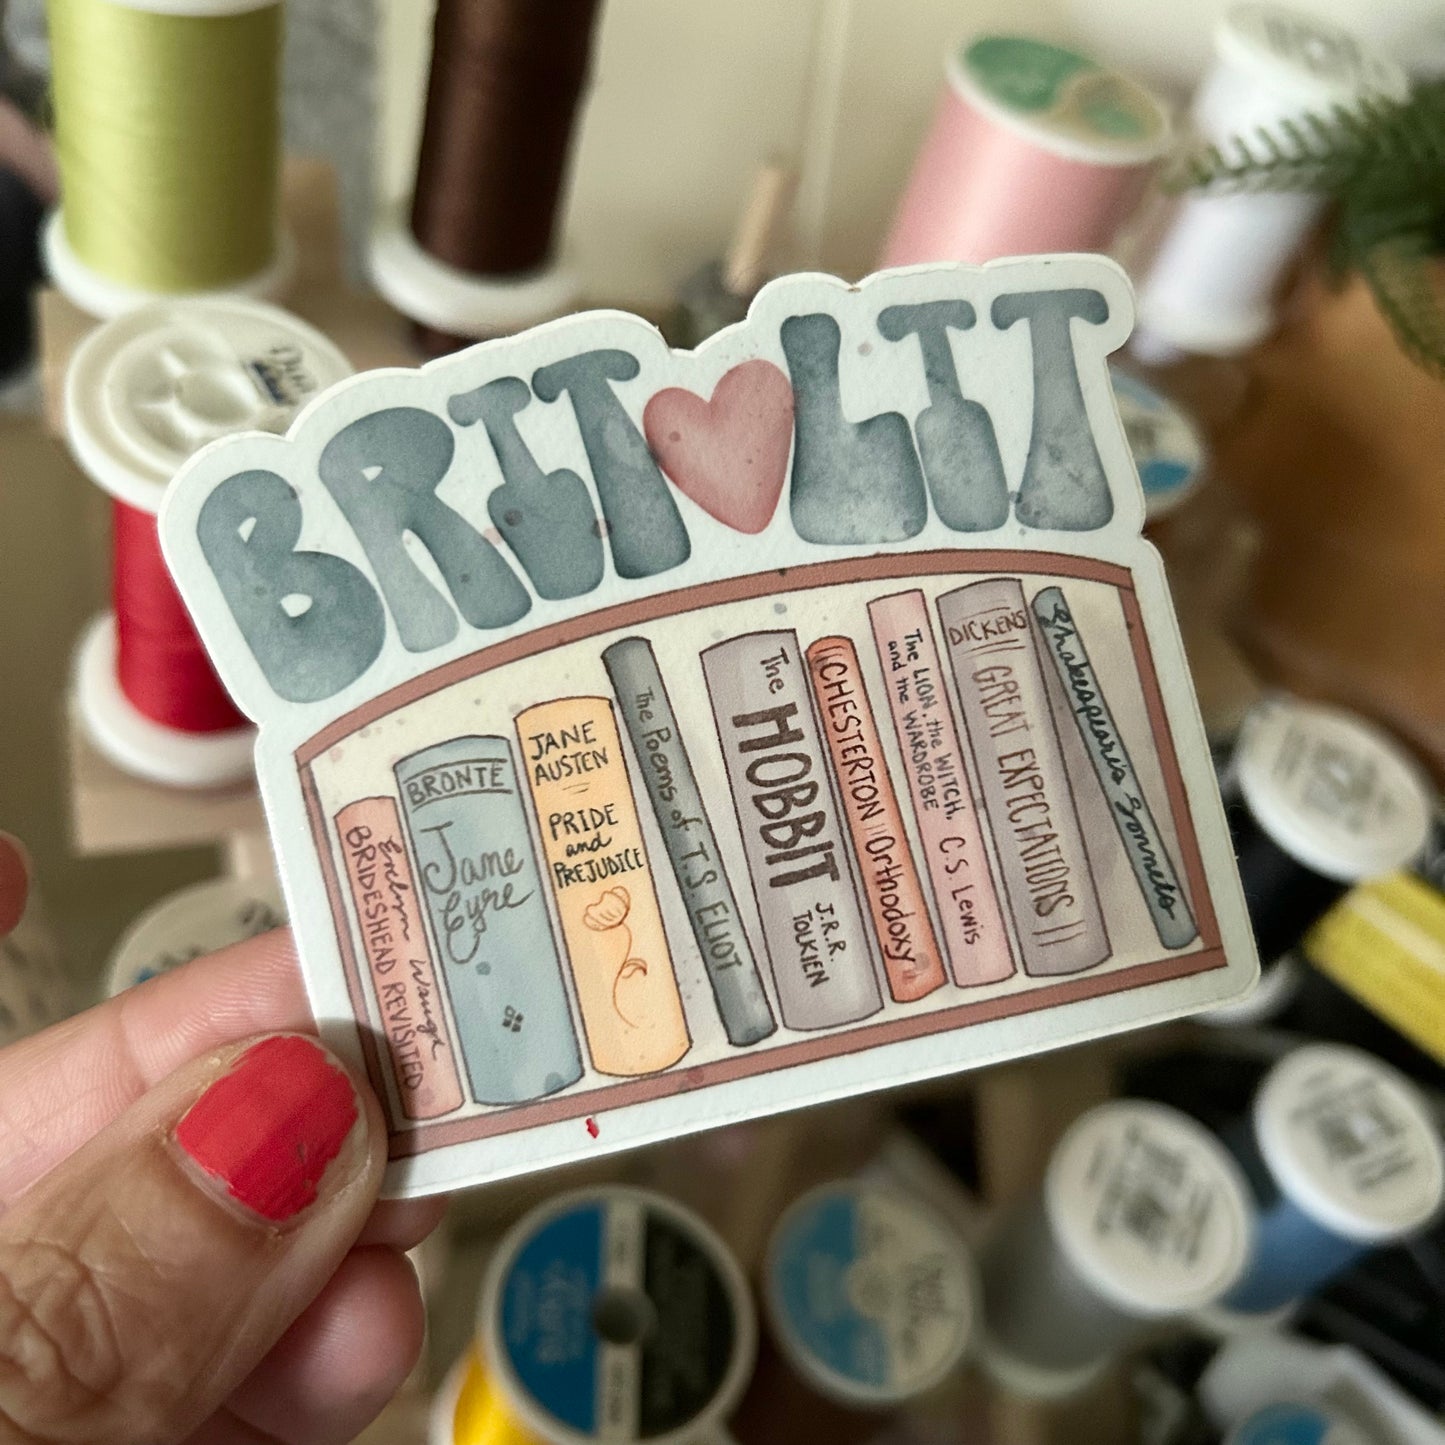 BRIT LIT
Evelyn Waugh
BRIDESHEAD REVISITED
BRONTE
Jane
Eyre
JANE
AUSTEN
PRIDE
and
PREJUDICE
The Poems of T.S. ELIOT
The HOBBIT
J.R.R.
TOLKIEN
CHESTERTON Orthodoxy
The LION the WITCH,
and the WARDROBE
C.S. Lewis
DICKENS
GREAT EXPECTATIONS
Shakespeare's Sonnets